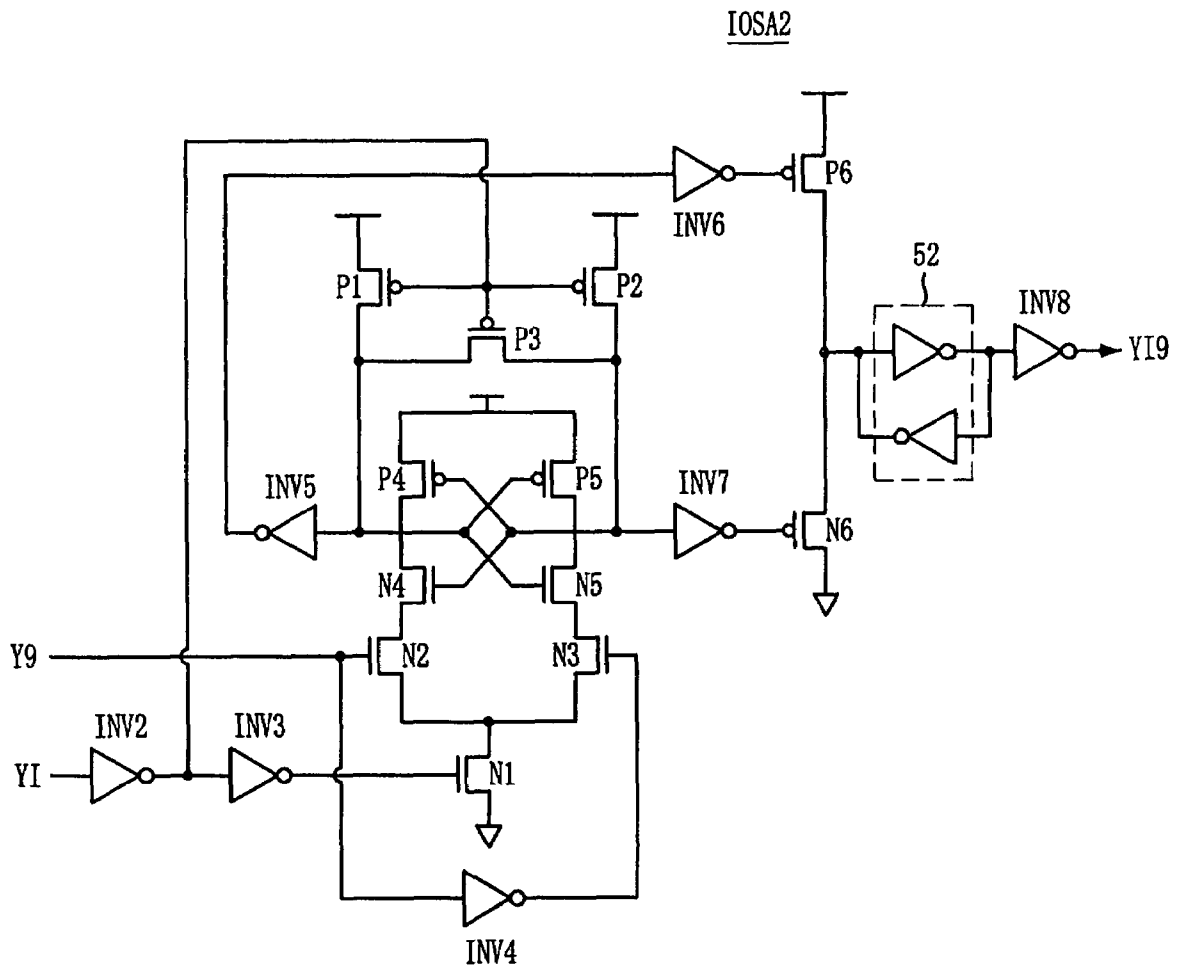 IOSA2
P6
INV6
P1
P2
52
INV8
P3
YI9
P4
P5
INV5
INV7
N6
N4
N5
Y9
N2
N3
INV2
INV3
YI
N1
INV4